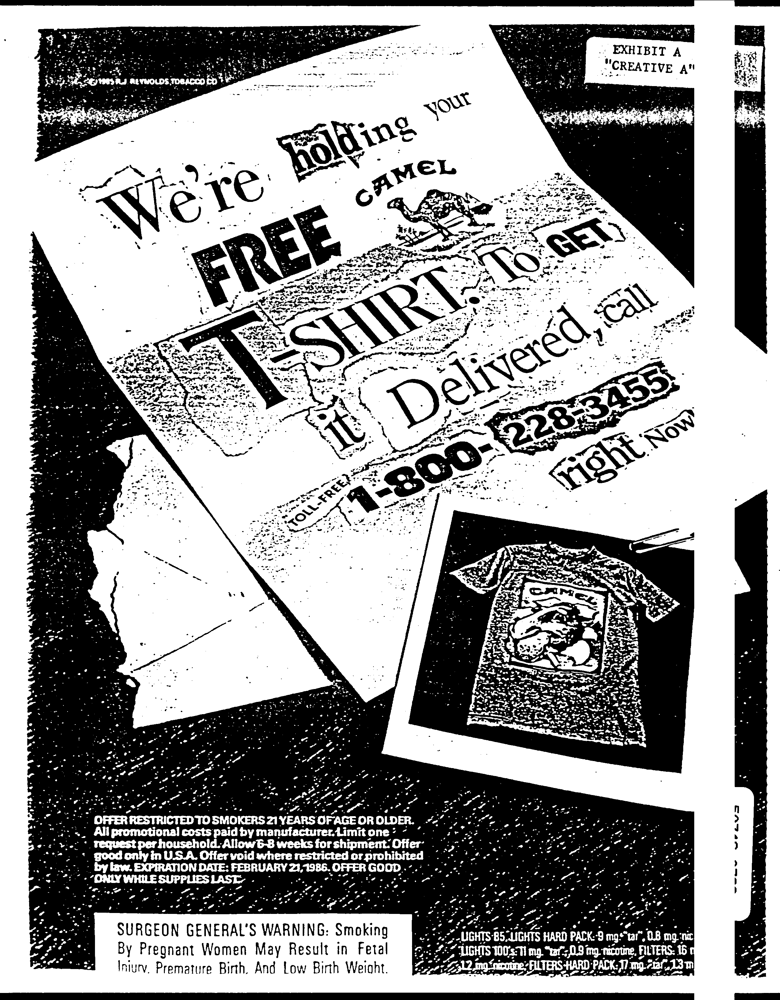 EXHIBIT A
"CREATIVE A"
© 1985 R.J. REYNOLDS TOBACCO CO.
We're holding your
FREE CAMEL
T-SHIRT. To GET
it Delivered, call
TOLL-FREE 1-800-228-3455
right Now
CAMEL
OFFER RESTRICTED TO SMOKERS 21 YEARS OF AGE OR OLDER.
All promotional costs paid by manufacturer. Limit one
request per household. Allow 6-8 weeks for shipment. Offer
good only in U.S.A. Offer void where restricted or prohibited
by law. EXPIRATION DATE: FEBRUARY 21, 1986. OFFER GOOD
ONLY WHILE SUPPLIES LAST.
SURGEON GENERAL'S WARNING: Smoking
By Pregnant Women May Result in Fetal
Injury, Premature Birth, And Low Birth Weight.
LIGHTS 85, LIGHTS HARD PACK: 9 mg. "tar", 0.8 mg. nic
LIGHTS 100's: 11 mg. "tar", 0.9 mg. nicotine, FILTERS: 16 m
1.2 mg. nicotine, FILTERS HARD PACK: 17 mg. "tar", 1.3 m